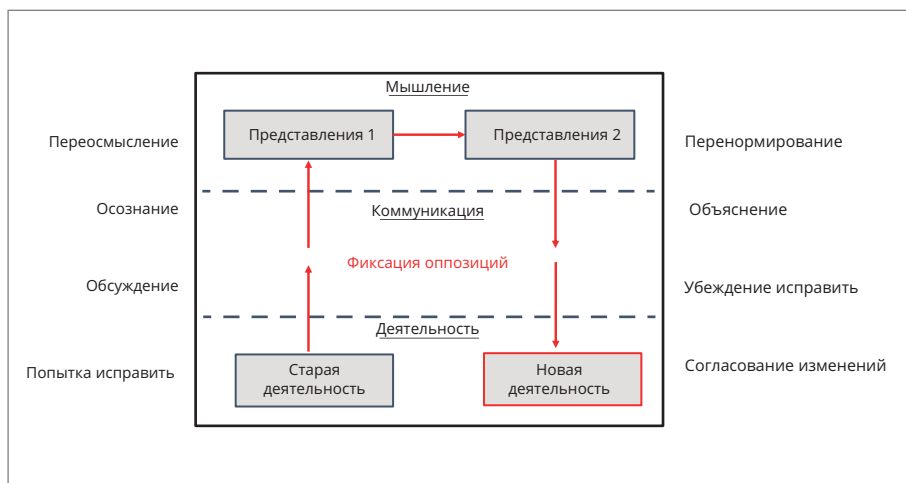 Мышление
Переосмысление
Представления 1
Представления 2
Перенормирование
Осознание
Коммуникация
Объяснение
Фиксация оппозиций
Обсуждение
Убеждение исправить
Деятельность
Попытка исправить
Старая
деятельность
Новая
деятельность
Согласование изменений